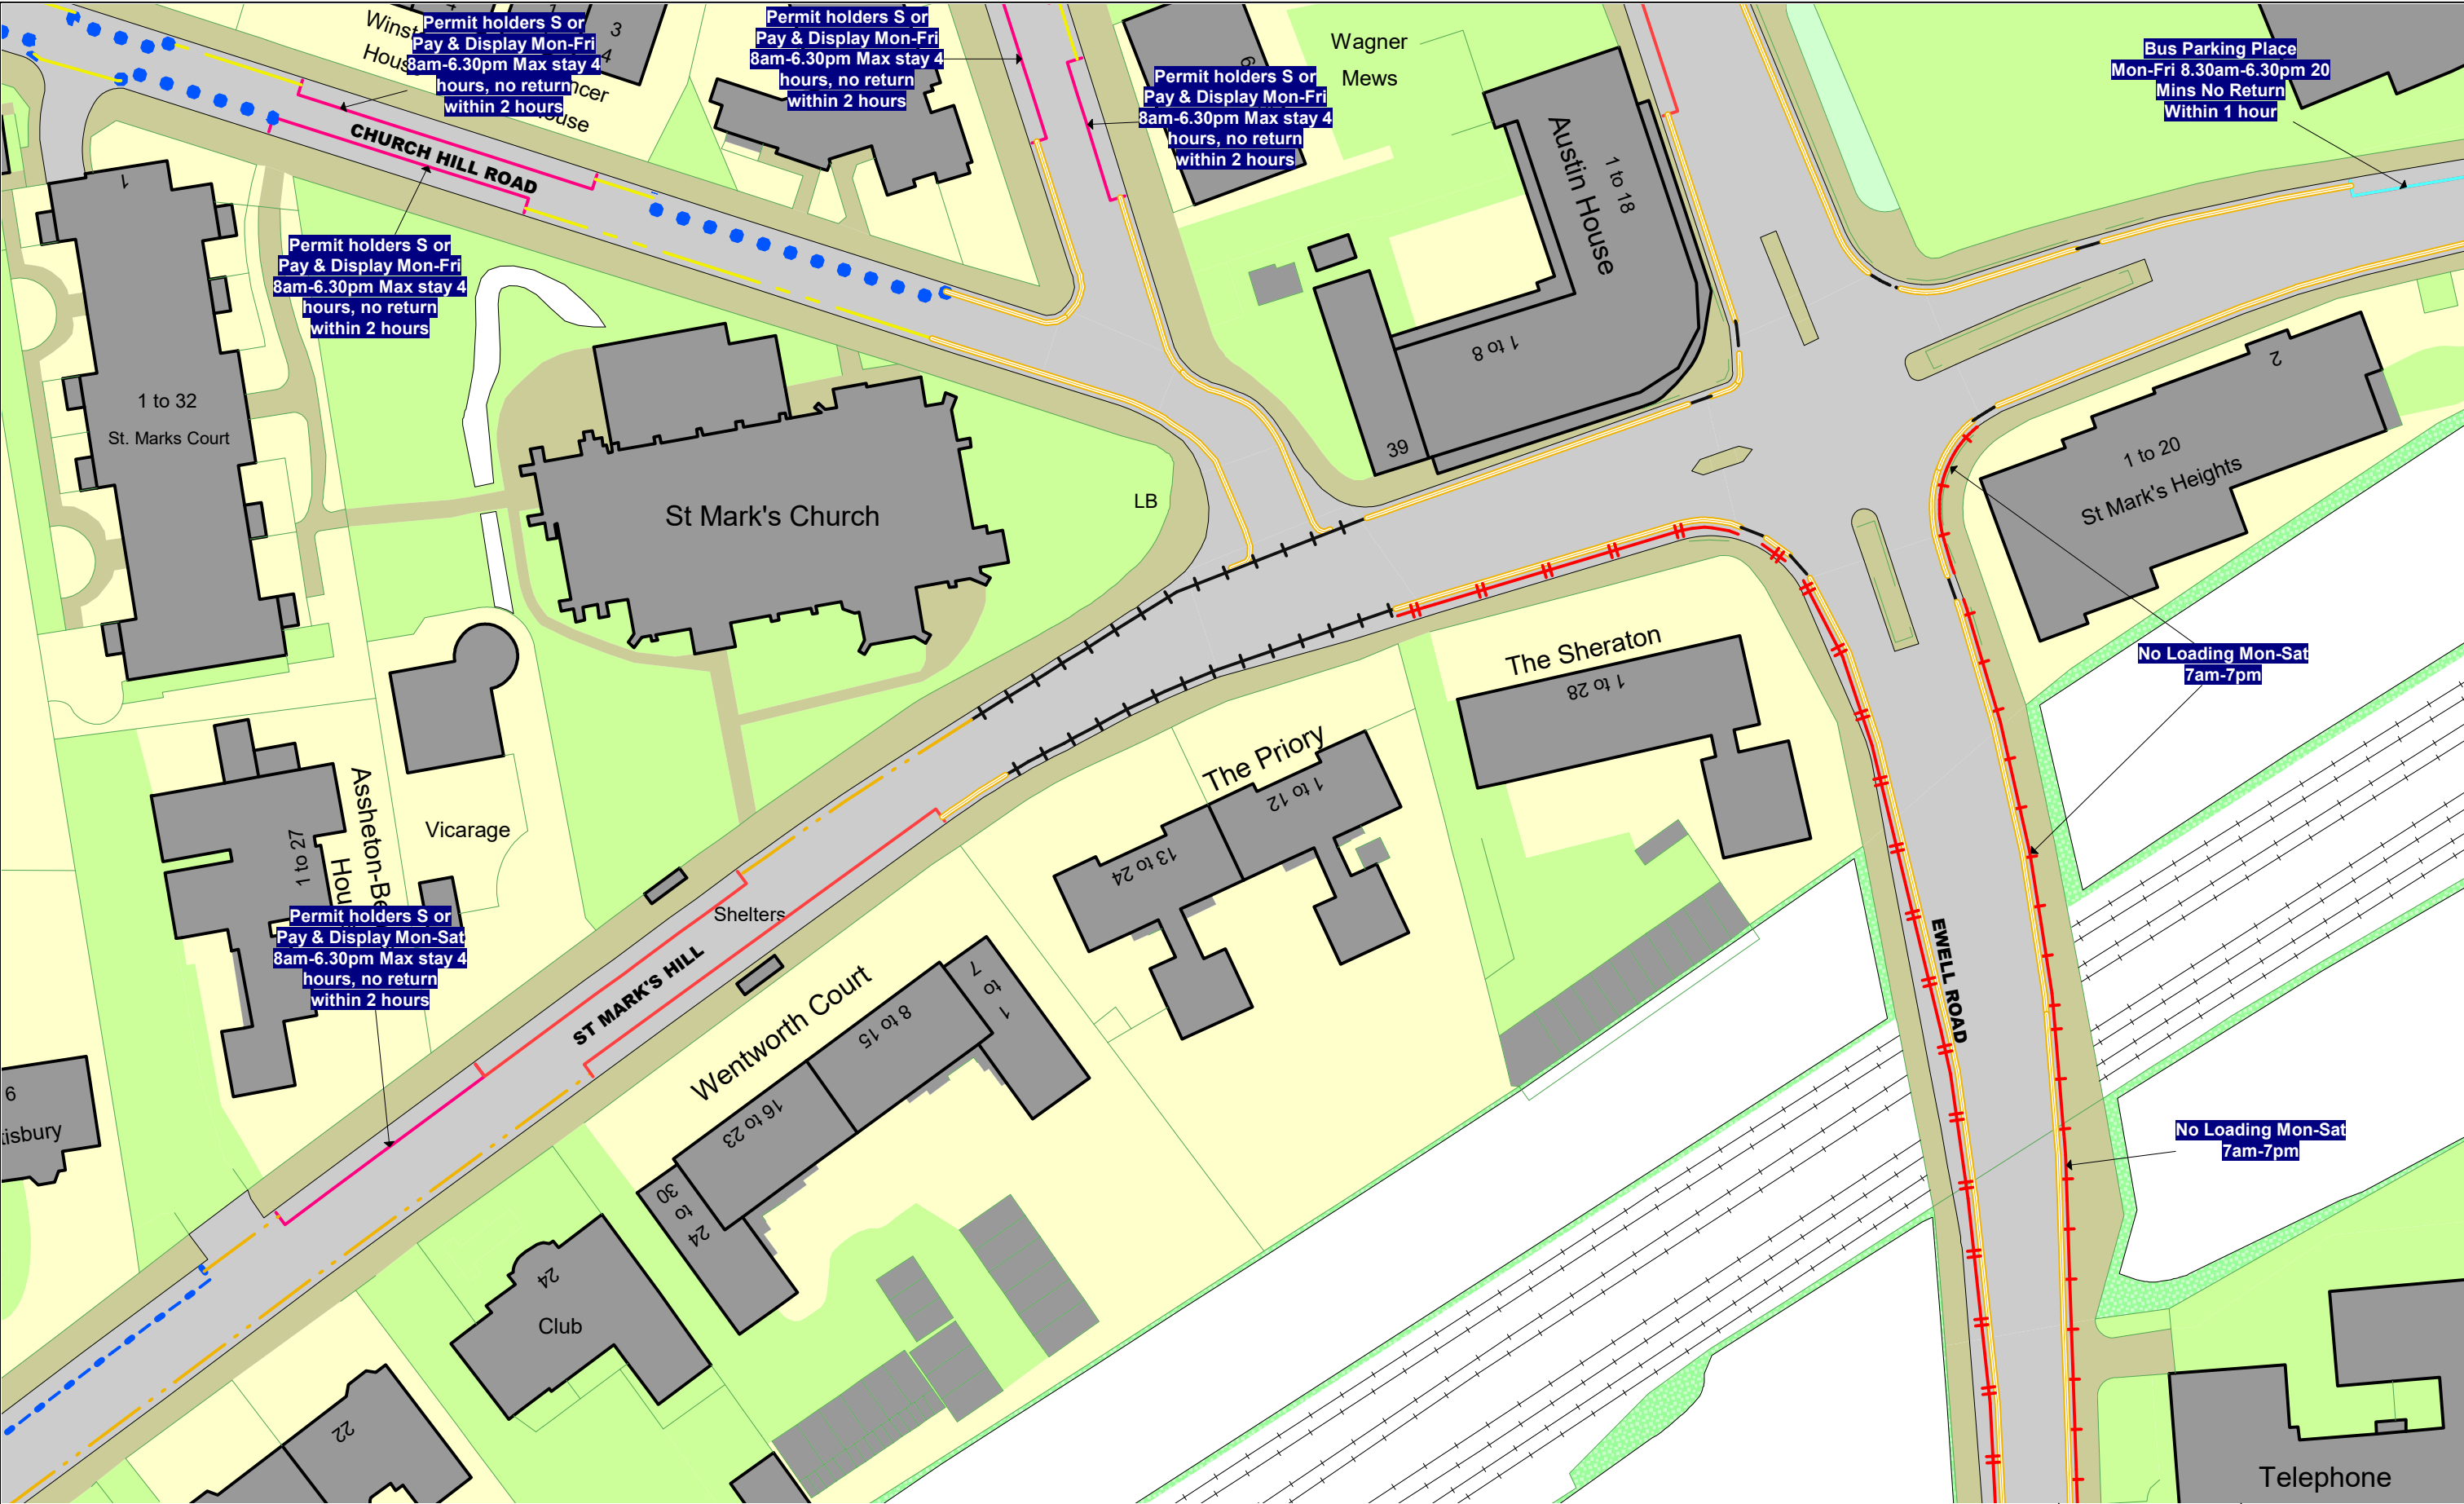 Permit holders S or
Pay & Display Mon-Fri
8am-6.30pm Max stay 4
hours, no return
within 2 hours
3
4
Permit holders S or
Pay & Display Mon-Fri
8am-6.30pm Max stay 4
hours, no return
within 2 hours
Permit holders S or
Pay & Display Mon-Fri
8am-6.30pm Max stay 4
hours, no return
within 2 hours
Wagner
Mews
Bus Parking Place
Mon-Fri 8.30am-6.30pm 20
Mins No Return
Within 1 hour
CHURCH HILL ROAD
1
Permit holders S or
Pay & Display Mon-Fri
8am-6.30pm Max stay 4
hours, no return
within 2 hours
Austin House
1 to 18
1 to 8
39
1 to 32
St. Marks Court
St Mark's Church
LB
2
1 to 20
St Mark's Heights
The Sheraton
1 to 28
No Loading Mon-Sat
7am-7pm
The Priory
1 to 12
13 to 24
Vicarage
1 to 27
Permit holders S or
Pay & Display Mon-Sat
8am-6.30pm Max stay 4
hours, no return
within 2 hours
Shelters
ST MARK'S HILL
EWELL ROAD
Wentworth Court
1 to 7
8 to 15
16 to 23
24 to 30
6
No Loading Mon-Sat
7am-7pm
24
Club
22
Telephone